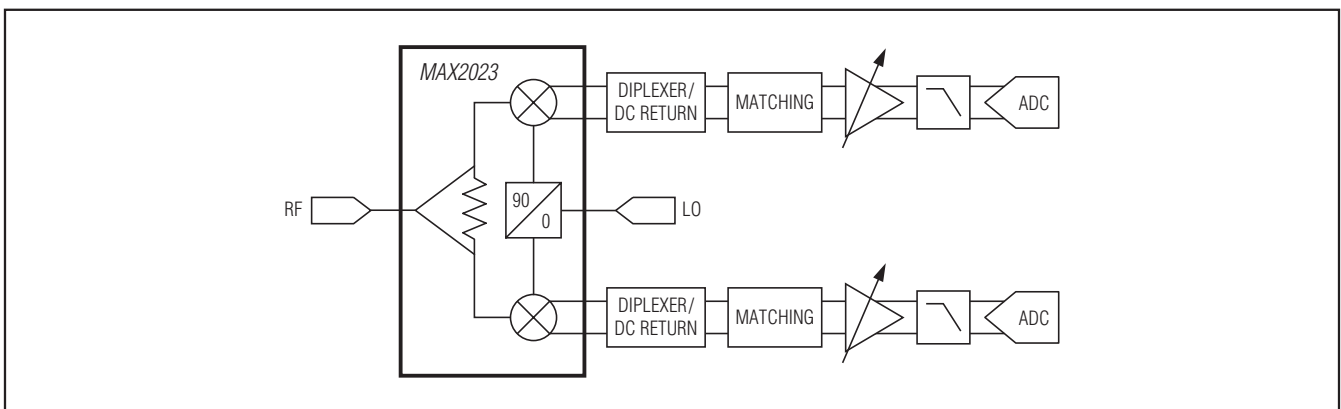 MAX2023
DIPLEXER/
DC RETURN
MATCHING
ADC
RF
90
0
LO
DIPLEXER/
DC RETURN
MATCHING
ADC